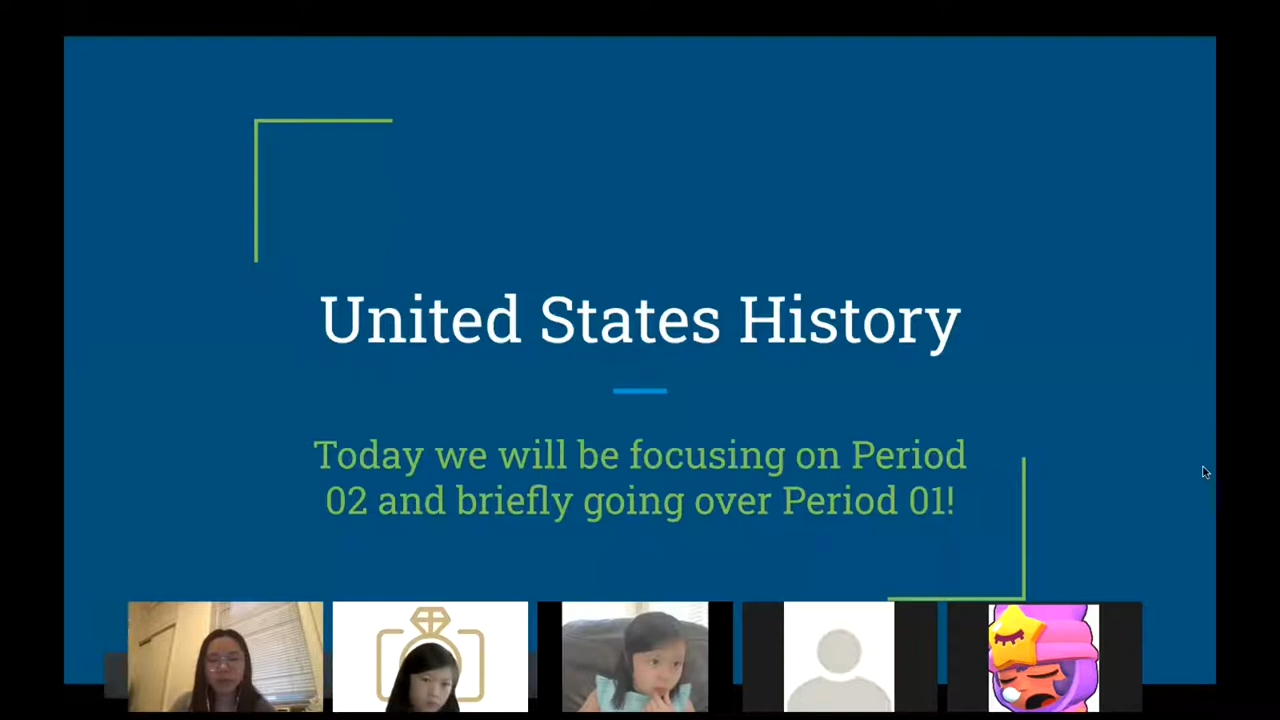 United States History
Today we will be focusing on Period
02 and briefly going over Period 01!